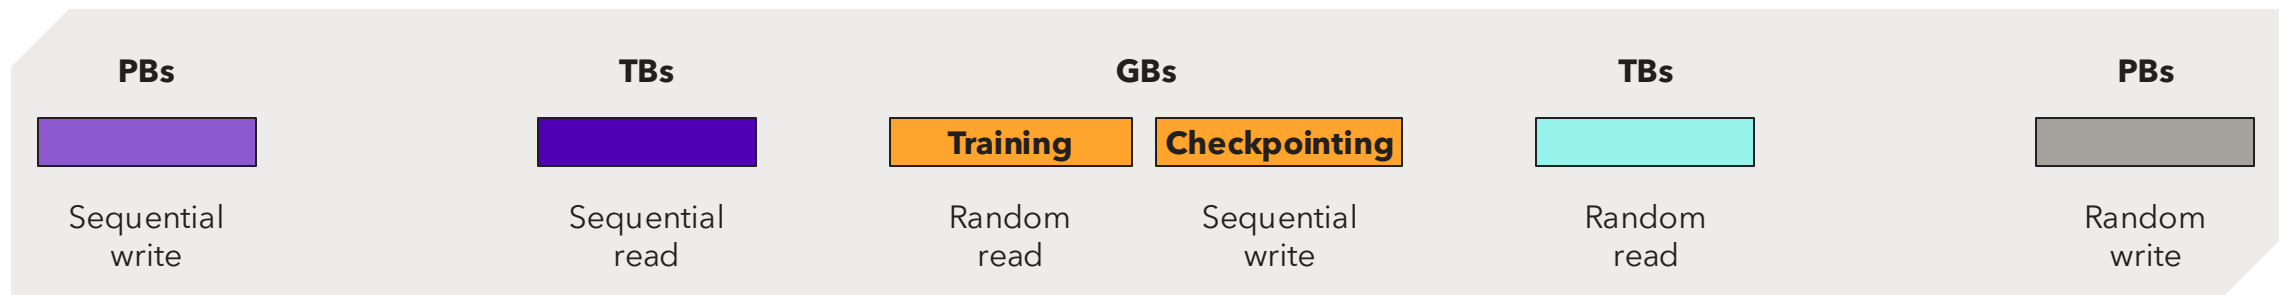 PBs
TBs
GBs
TBs
PBs
Training
Checkpointing
Sequential
write
Sequential
read
Random
read
Sequential
write
Random
read
Random
write